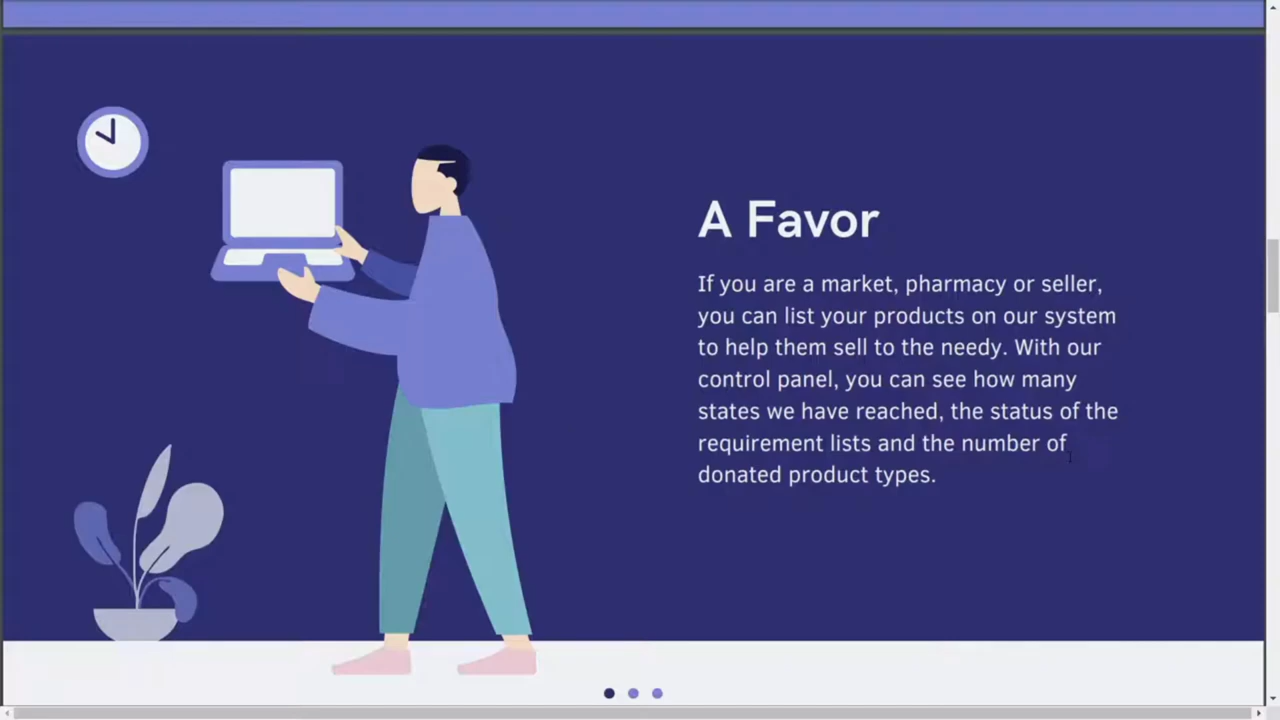 A Favor
If you are a market, pharmacy or seller,
you can list your products on our system
to help them sell to the needy. With our
control panel, you can see how many
states we have reached, the status of the
requirement lists and the number of
donated product types.